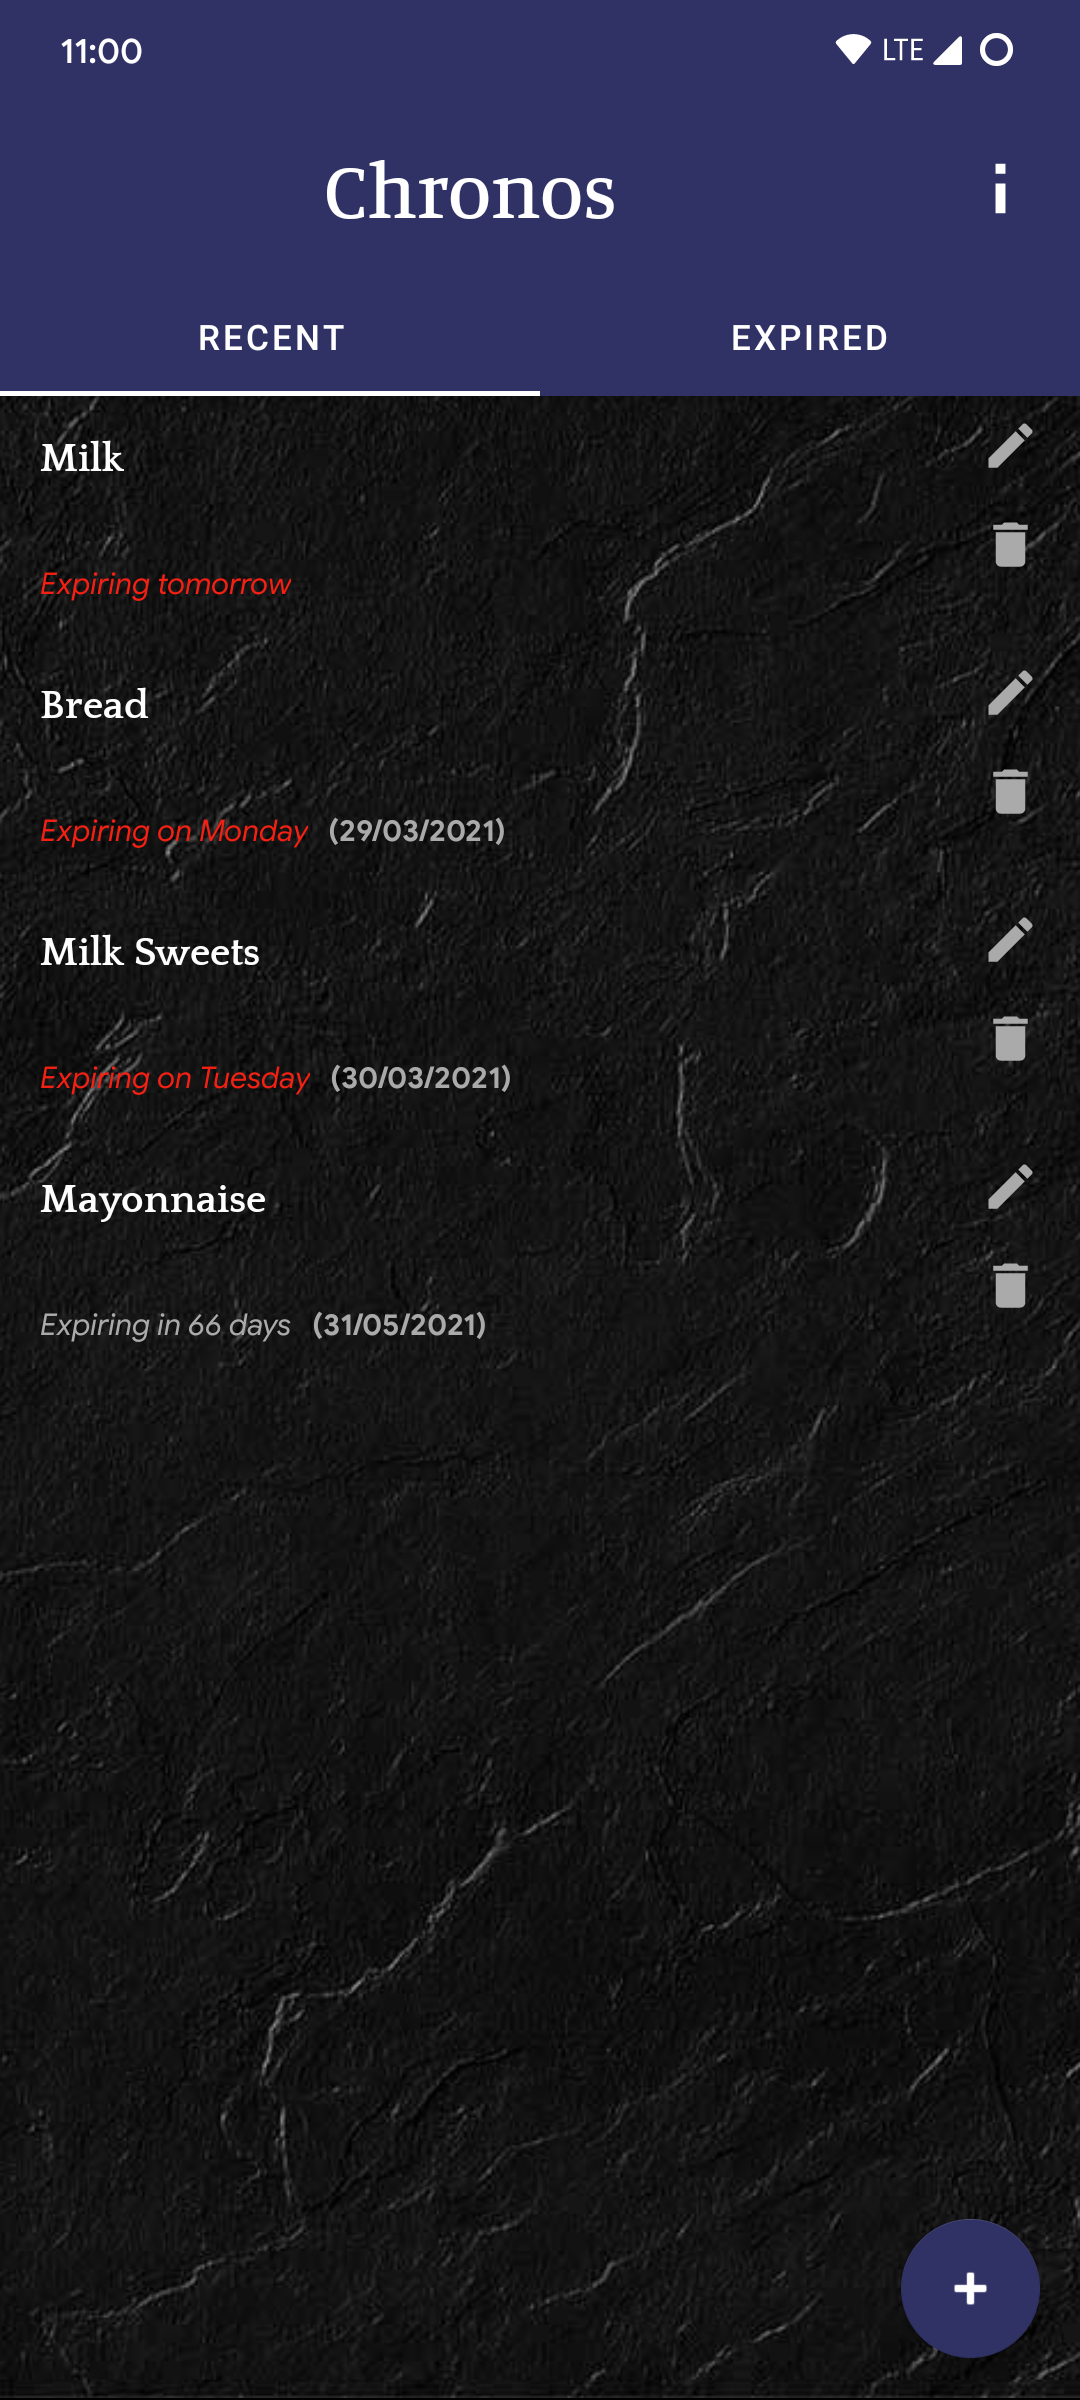 11:00 LTE
Chronos
RECENT EXPIRED
Milk
Expiring tomorrow
Bread
Expiring on Monday (29/03/2021)
Milk Sweets
Expiring on Tuesday (30/03/2021)
Mayonnaise
Expiring in 66 days (31/05/2021)